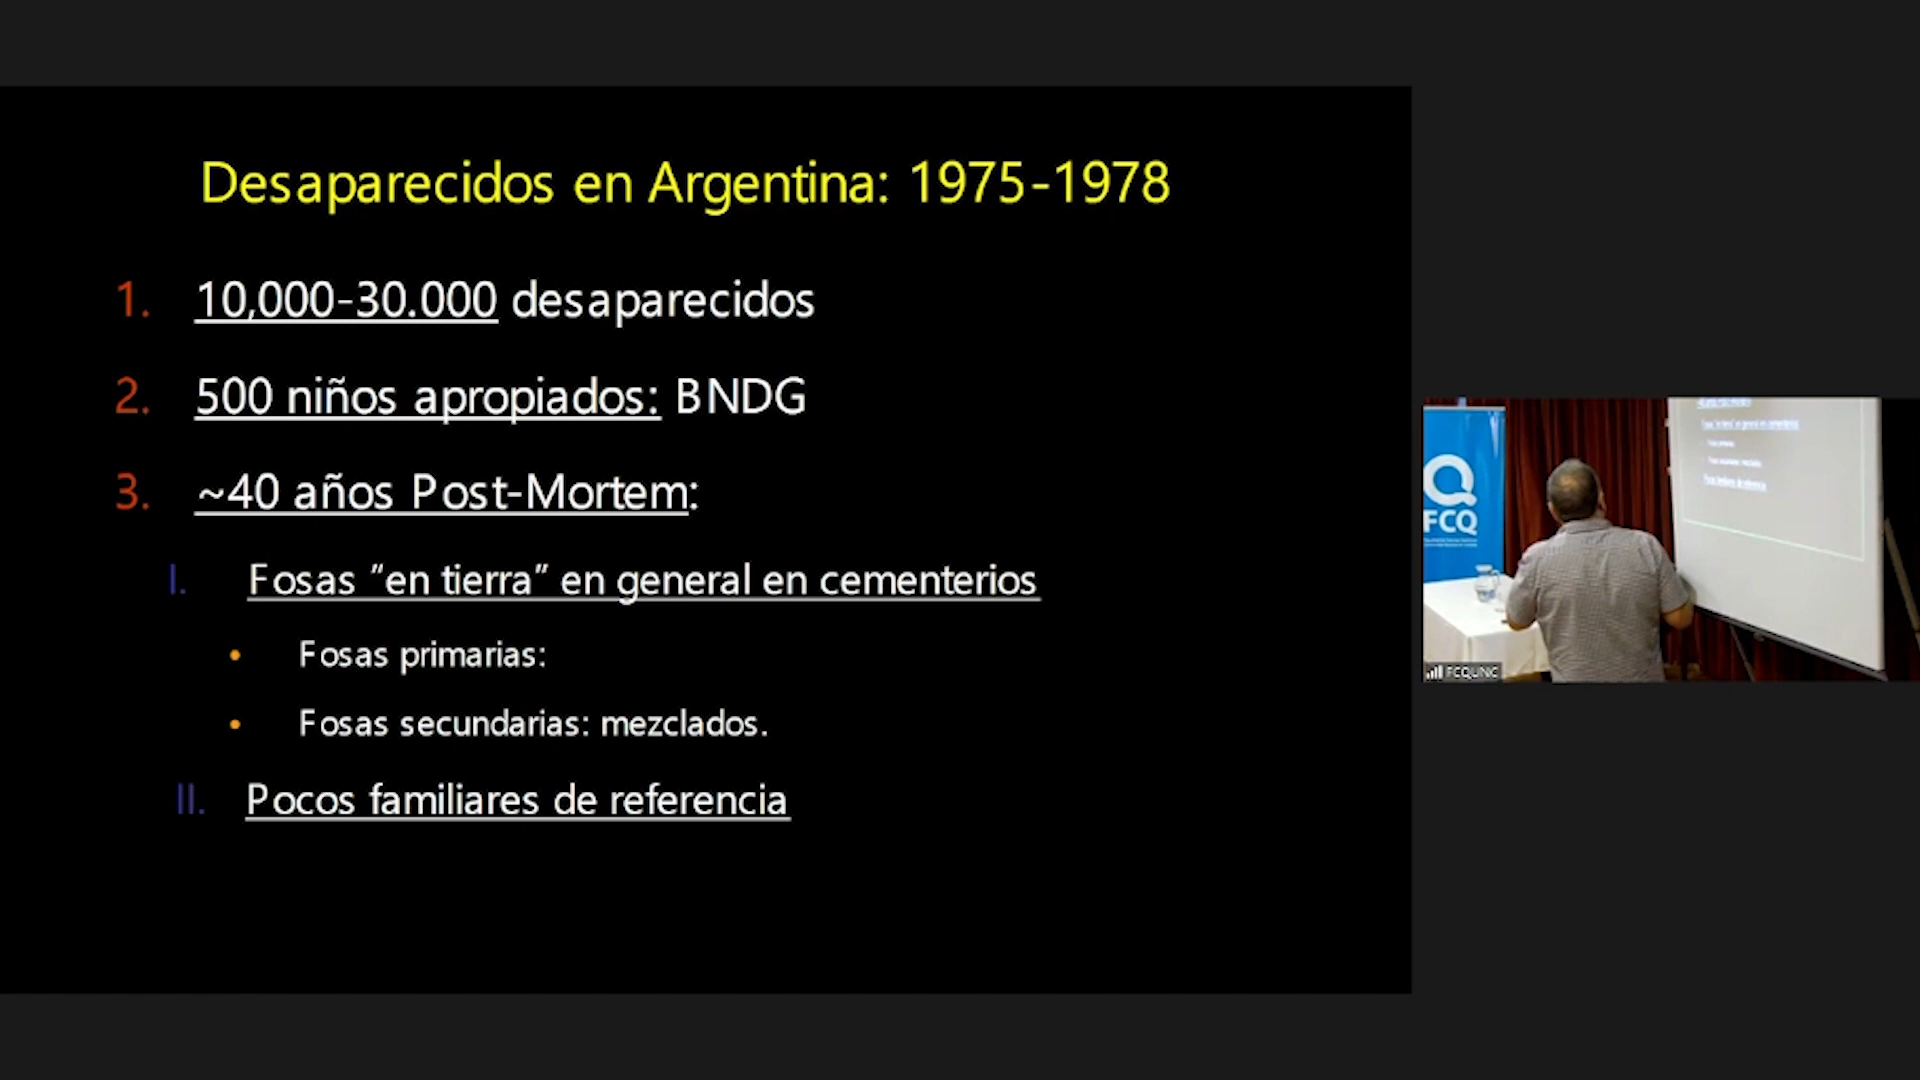 Desaparecidos en Argentina: 1975-1978
1. 10,000-30.000 desaparecidos
2. 500 niños apropiados: BNDG
3. ~40 años Post-Mortem:
I. Fosas "en tierra" en general en cementerios
• Fosas primarias:
• Fosas secundarias: mezclados.
II. Pocos familiares de referencia
FCQ
FCQUNC